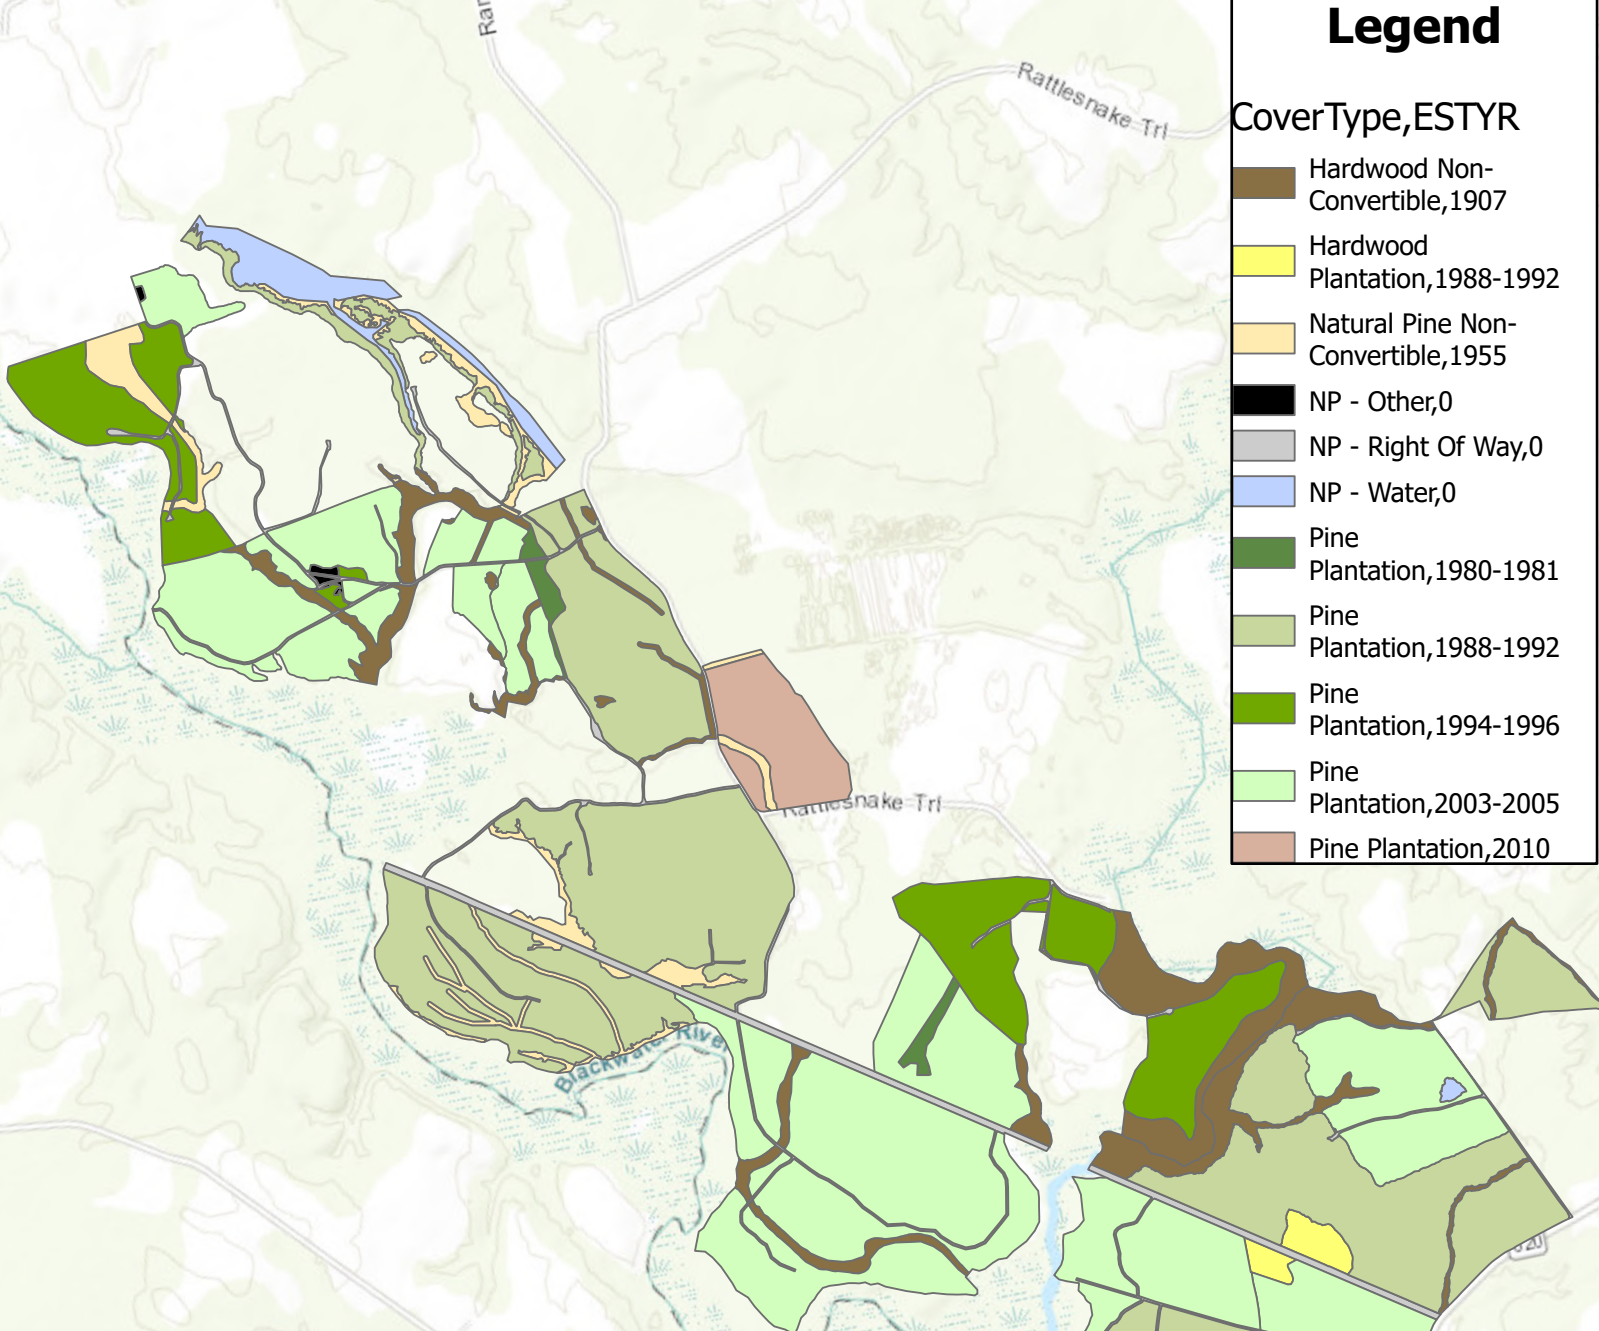 Legend
CoverType,ESTYR
Hardwood Non-
Convertible,1907
Hardwood
Plantation,1988-1992
Natural Pine Non-
Convertible,1955
NP - Other,0
NP - Right Of Way,0
NP - Water,0
Pine
Plantation,1980-1981
Pine
Plantation,1988-1992
Pine
Plantation,1994-1996
Pine
Plantation,2003-2005
Pine Plantation,2010
Rattlesnake Trl
Rattlesnake Trl
Blackwater River